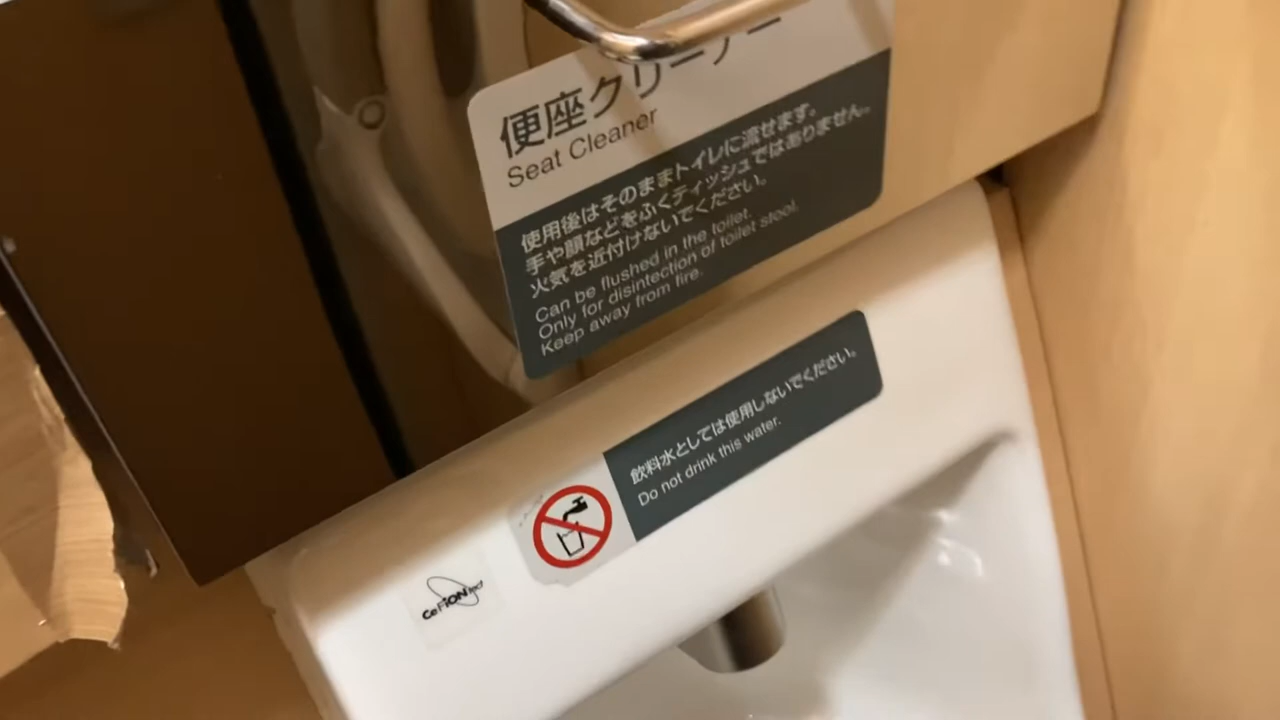 便座クリーナー
Seat Cleaner
使用後はそのままトイレに流せます。
手や顔などをふくティッシュではありません。
火気を近付けないでください。
Can be flushed in the toilet.
Only for disintection of toilet stool.
Keep away from fire.
飲料水としては使用しないでください。
Do not drink this water.
CeFiONtect